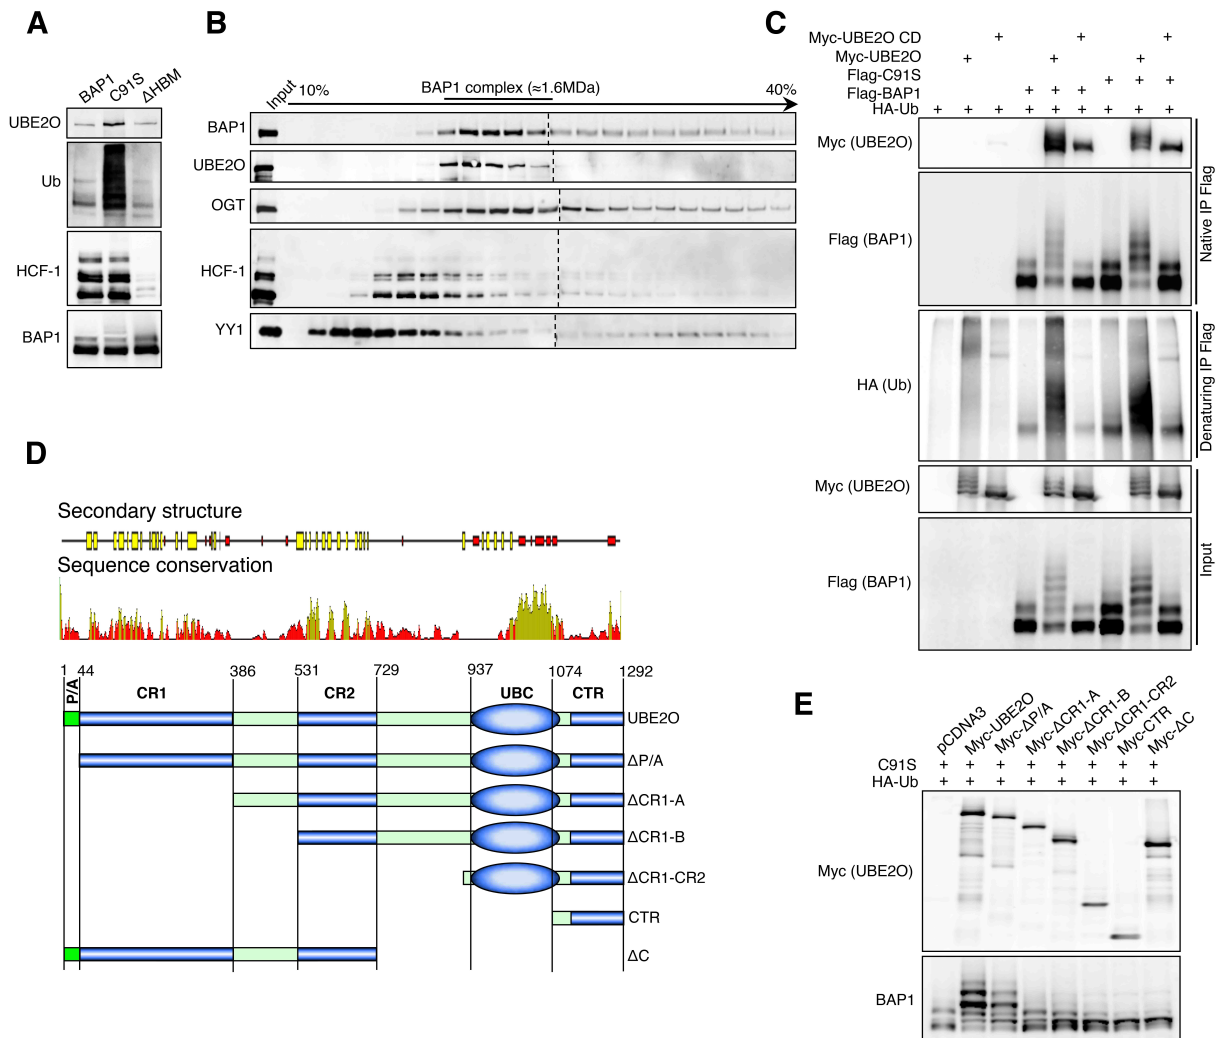 A
BAP1
C91S
ΔHBM
UBE2O
Ub
HCF-1
BAP1
B
Input
10%
BAP1 complex (≈1.6MDa)
40%
BAP1
UBE2O
OGT
HCF-1
YY1
C
Myc-UBE2O CD + + +
Myc-UBE2O + + +
Flag-C91S + + +
Flag-BAP1 + + +
HA-Ub + + + + + + + + +
Myc (UBE2O)
Flag (BAP1)
Native IP Flag
HA (Ub)
Denaturing IP Flag
Myc (UBE2O)
Flag (BAP1)
Input
D
Secondary structure
Sequence conservation
1 44 386 531 729 937 1074 1292
P/A CR1 CR2 UBC CTR
UBE2O
ΔP/A
ΔCR1-A
ΔCR1-B
ΔCR1-CR2
CTR
ΔC
E
pCDNA3
Myc-UBE2O
Myc-ΔP/A
Myc-ΔCR1-A
Myc-ΔCR1-B
Myc-ΔCR1-CR2
Myc-CTR
Myc-ΔC
C91S + + + + + + + +
HA-Ub + + + + + + + +
Myc (UBE2O)
BAP1